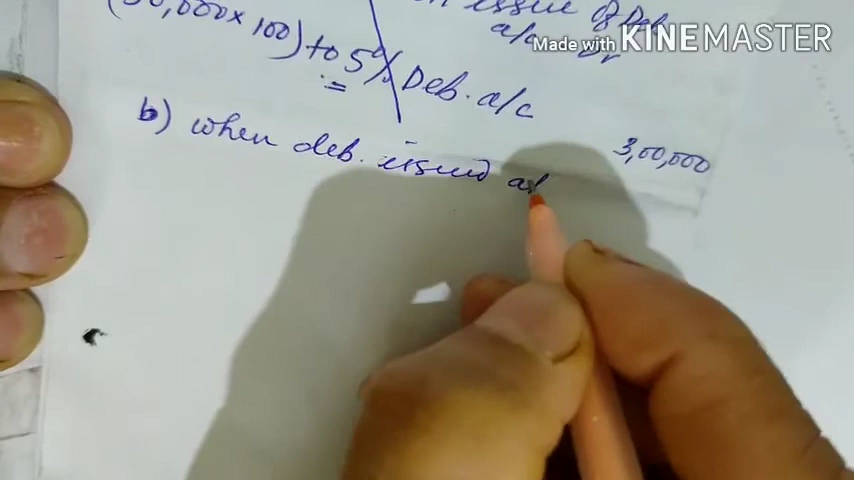 issue of Deb.
a/c Dr
(30,000 x 100) to 5% Deb. a/c
3,00,000
b) when deb. issued at
Made with KINEMASTER